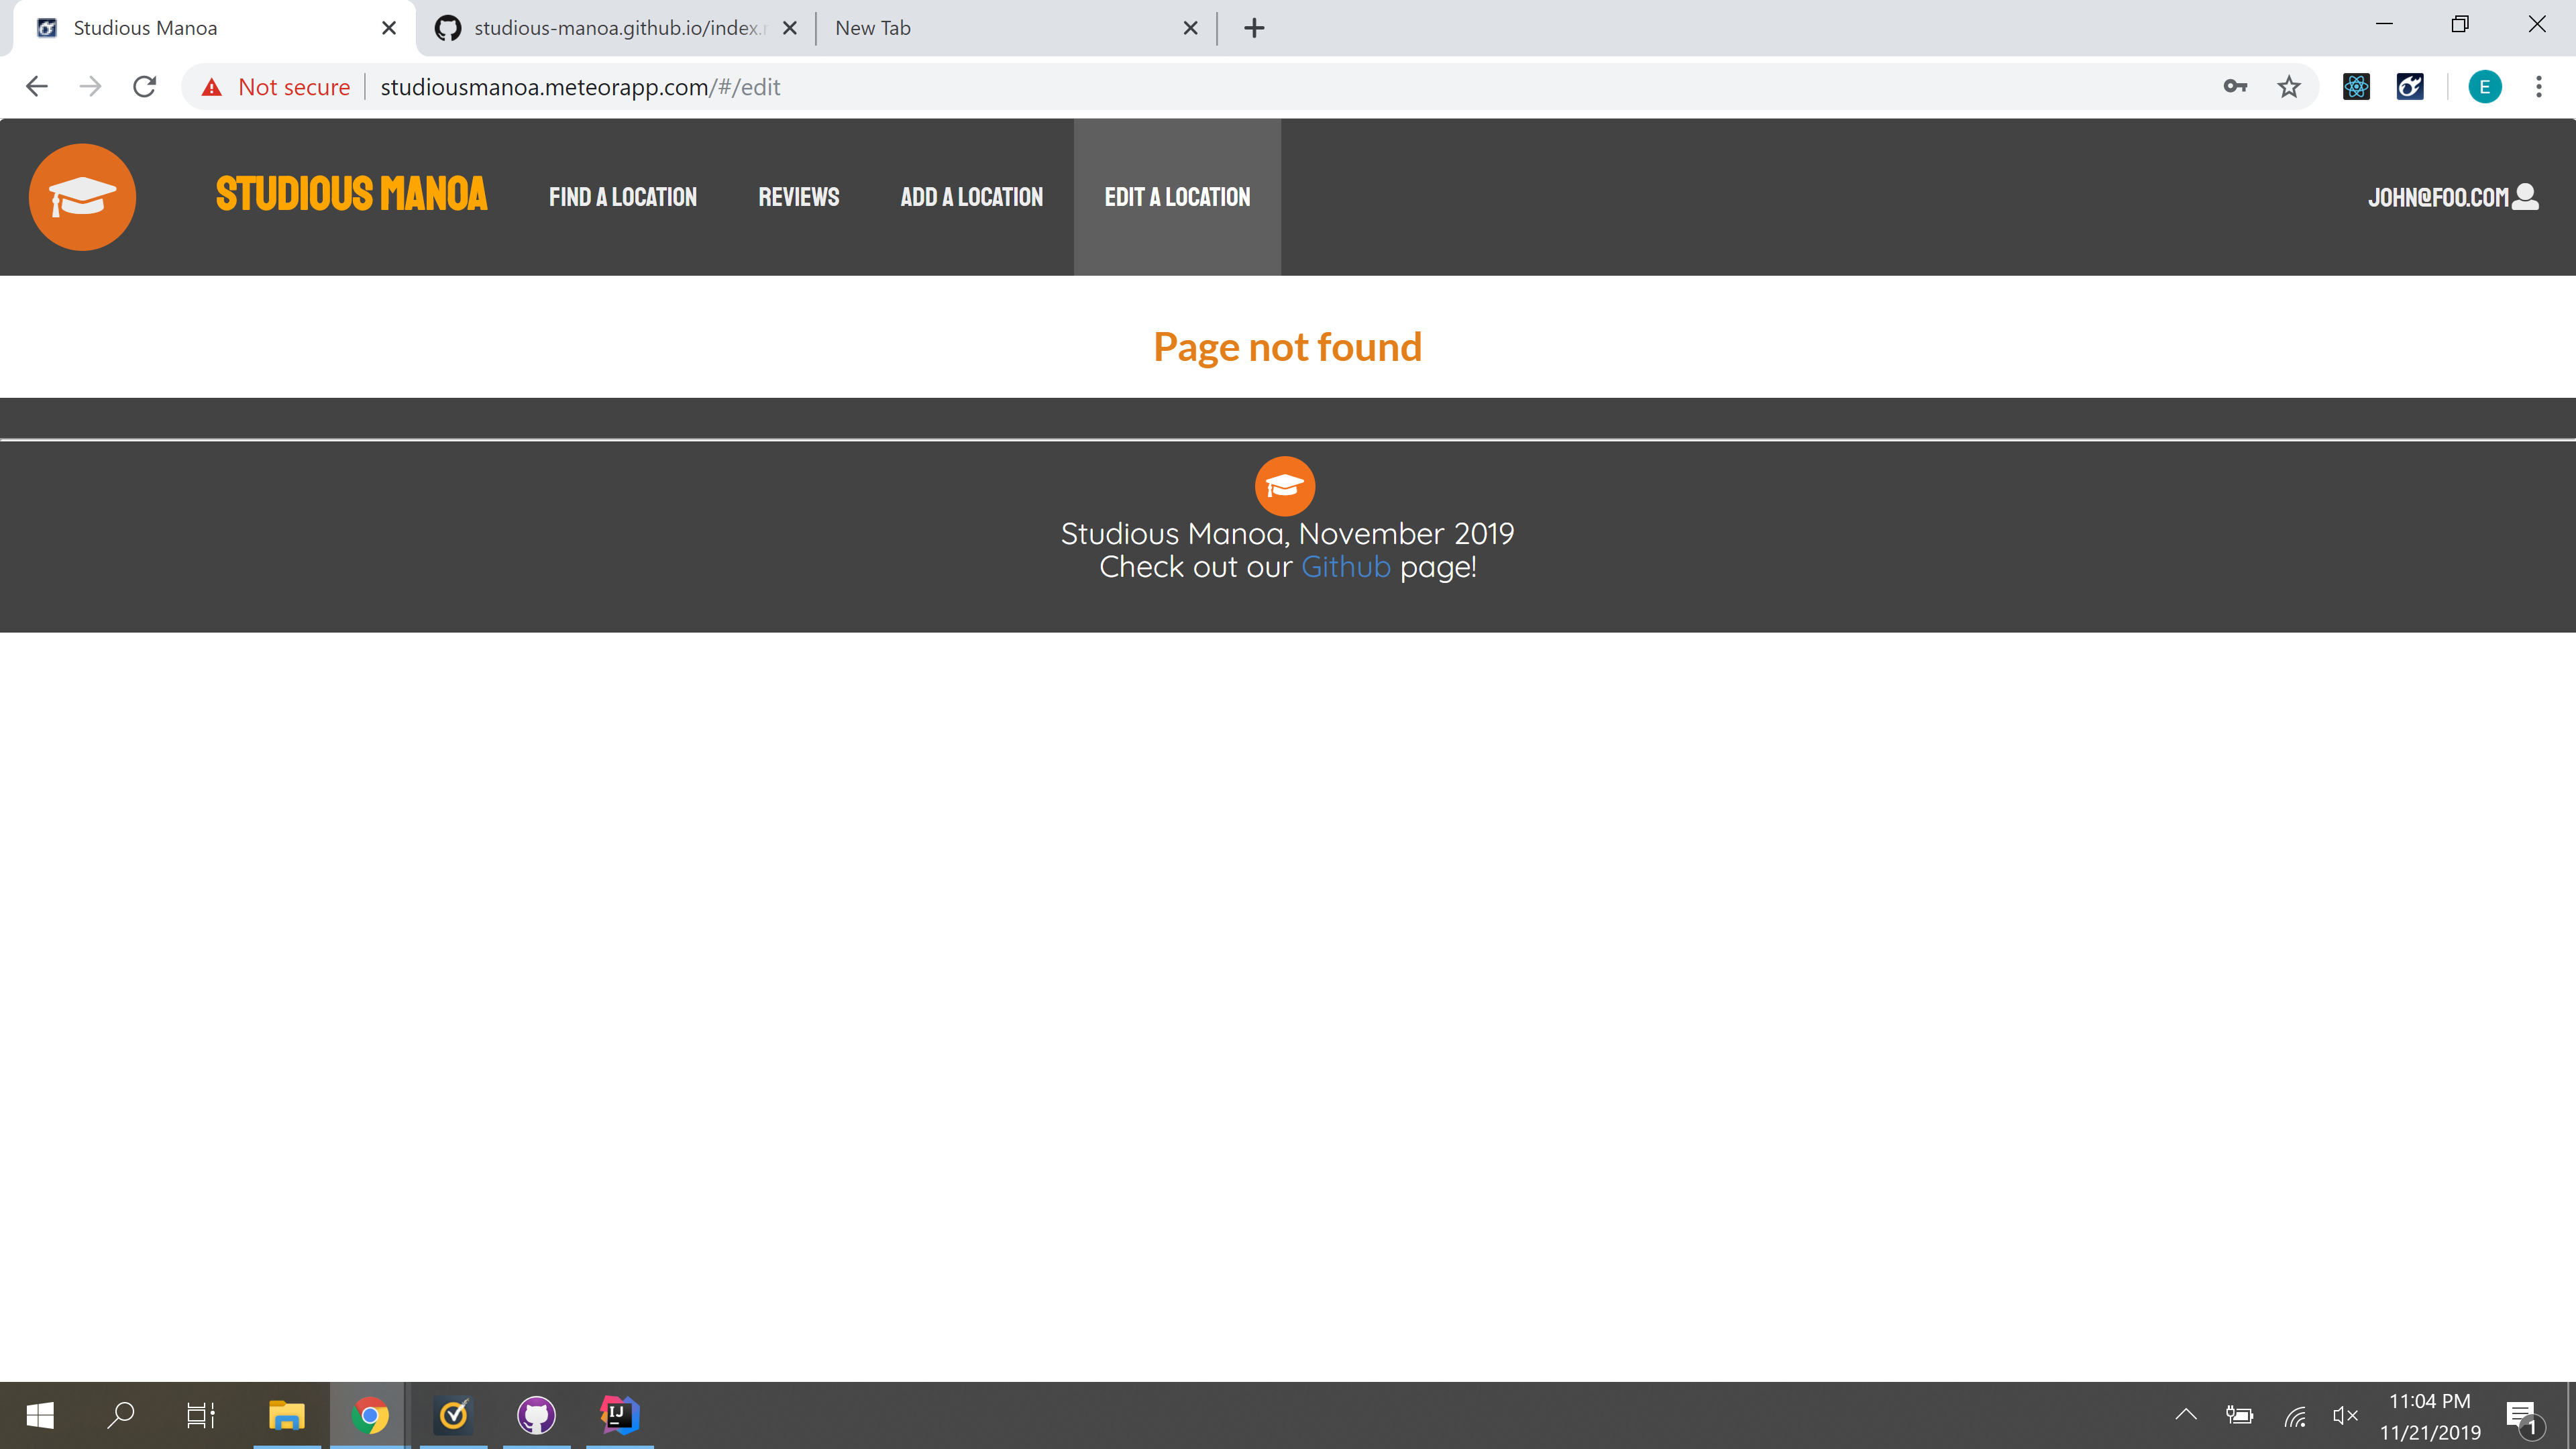 Studious Manoa
studious-manoa.github.io/index.
New Tab
Not secure
studiousmanoa.meteorapp.com/#/edit
E
STUDIOUS MANOA
FIND A LOCATION
REVIEWS
ADD A LOCATION
EDIT A LOCATION
JOHN@FOO.COM
Page not found
Studious Manoa, November 2019
Check out our Github page!
IJ
11:04 PM
11/21/2019
1